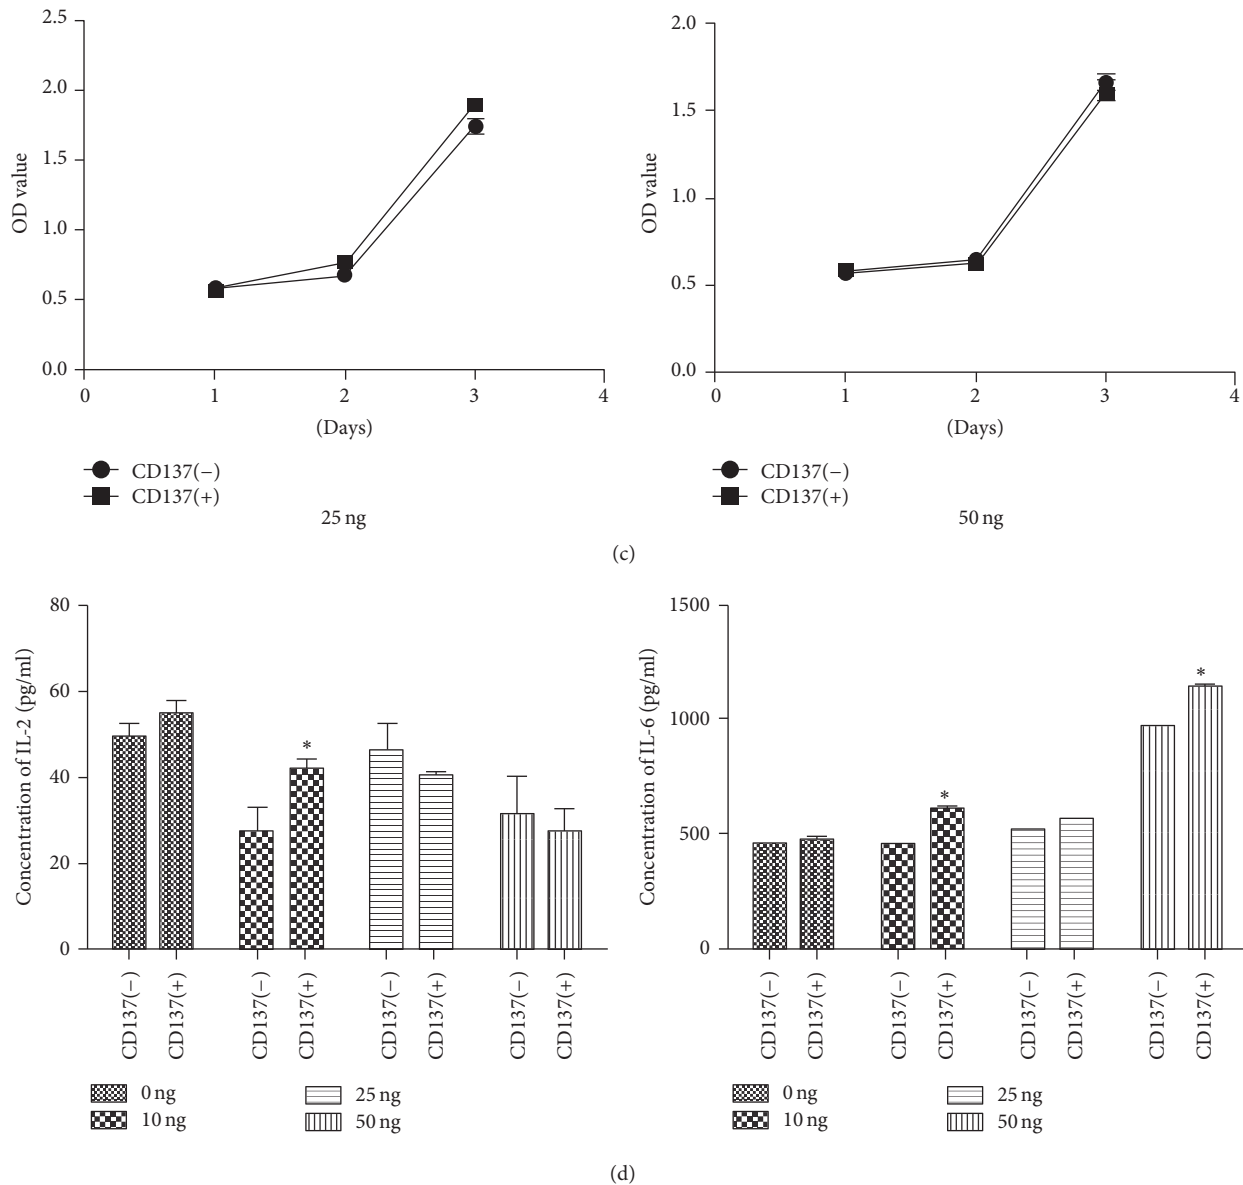 2.5
2.0
1.5
1.0
0.5
0.0
OD value
0 1 2 3 4
(Days)
CD137(−)
CD137(+)
25 ng
2.0
1.5
1.0
0.5
0.0
OD value
0 1 2 3 4
(Days)
CD137(−)
CD137(+)
50 ng
(c)
80
60
40
20
0
Concentration of IL-2 (pg/ml)
*
CD137(−) CD137(+) CD137(−) CD137(+) CD137(−) CD137(+) CD137(−) CD137(+)
0 ng 25 ng
10 ng 50 ng
1500
1000
500
0
Concentration of IL-6 (pg/ml)
*
*
CD137(−) CD137(+) CD137(−) CD137(+) CD137(−) CD137(+) CD137(−) CD137(+)
0 ng 25 ng
10 ng 50 ng
(d)